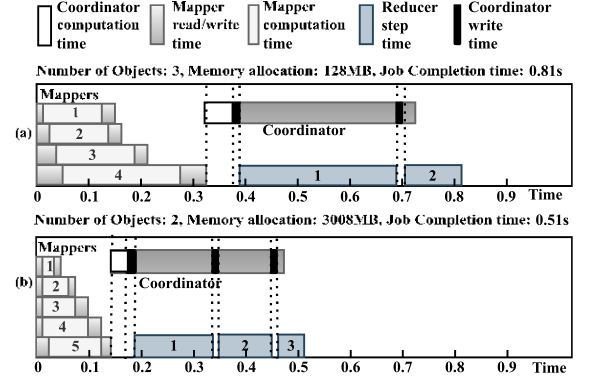 Coordinator computation time
Mapper read/write time
Mapper computation time
Reducer step time
Coordinator write time
Number of Objects: 3, Memory allocation: 128MB, Job Completion time: 0.81s
Mappers
1
2
3
4
(a)
Coordinator
1
2
0 0.1 0.2 0.3 0.4 0.5 0.6 0.7 0.8 0.9 Time
Number of Objects: 2, Memory allocation: 3008MB, Job Completion time: 0.51s
Mappers
1
2
3
4
5
(b)
Coordinator
1
2
3
0 0.1 0.2 0.3 0.4 0.5 0.6 0.7 0.8 0.9 Time